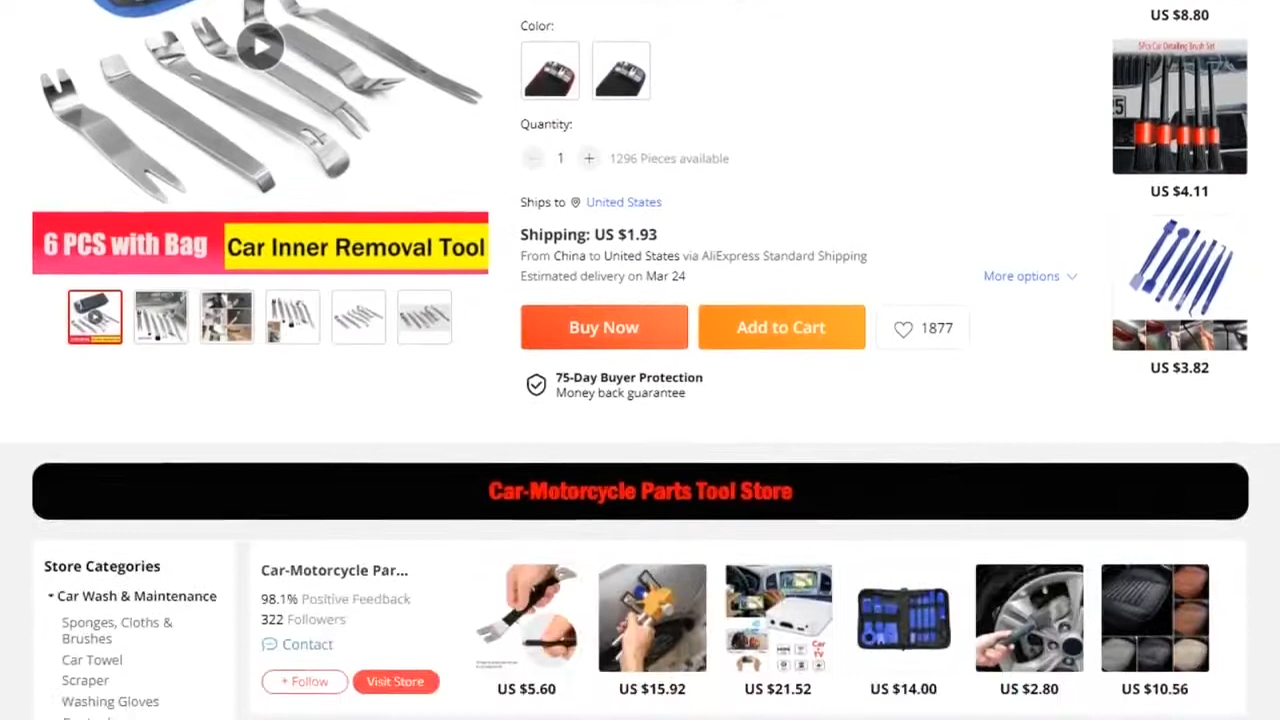 Color:
US $8.80
5Pcs Car Detailing Brush Set
Quantity:
1
1296 Pieces available
US $4.11
Ships to United States
6 PCS with Bag Car Inner Removal Tool
Shipping: US $1.93
From China to United States via AliExpress Standard Shipping
Estimated delivery on Mar 24
More options
Buy Now
Add to Cart
1877
US $3.82
75-Day Buyer Protection
Money back guarantee
Car-Motorcycle Parts Tool Store
Store Categories
Car Wash & Maintenance
Sponges, Cloths &
Brushes
Car Towel
Scraper
Washing Gloves
Car-Motorcycle Par...
98.1% Positive Feedback
322 Followers
Contact
+ Follow
Visit Store
US $5.60
US $15.92
US $21.52
US $14.00
US $2.80
US $10.56